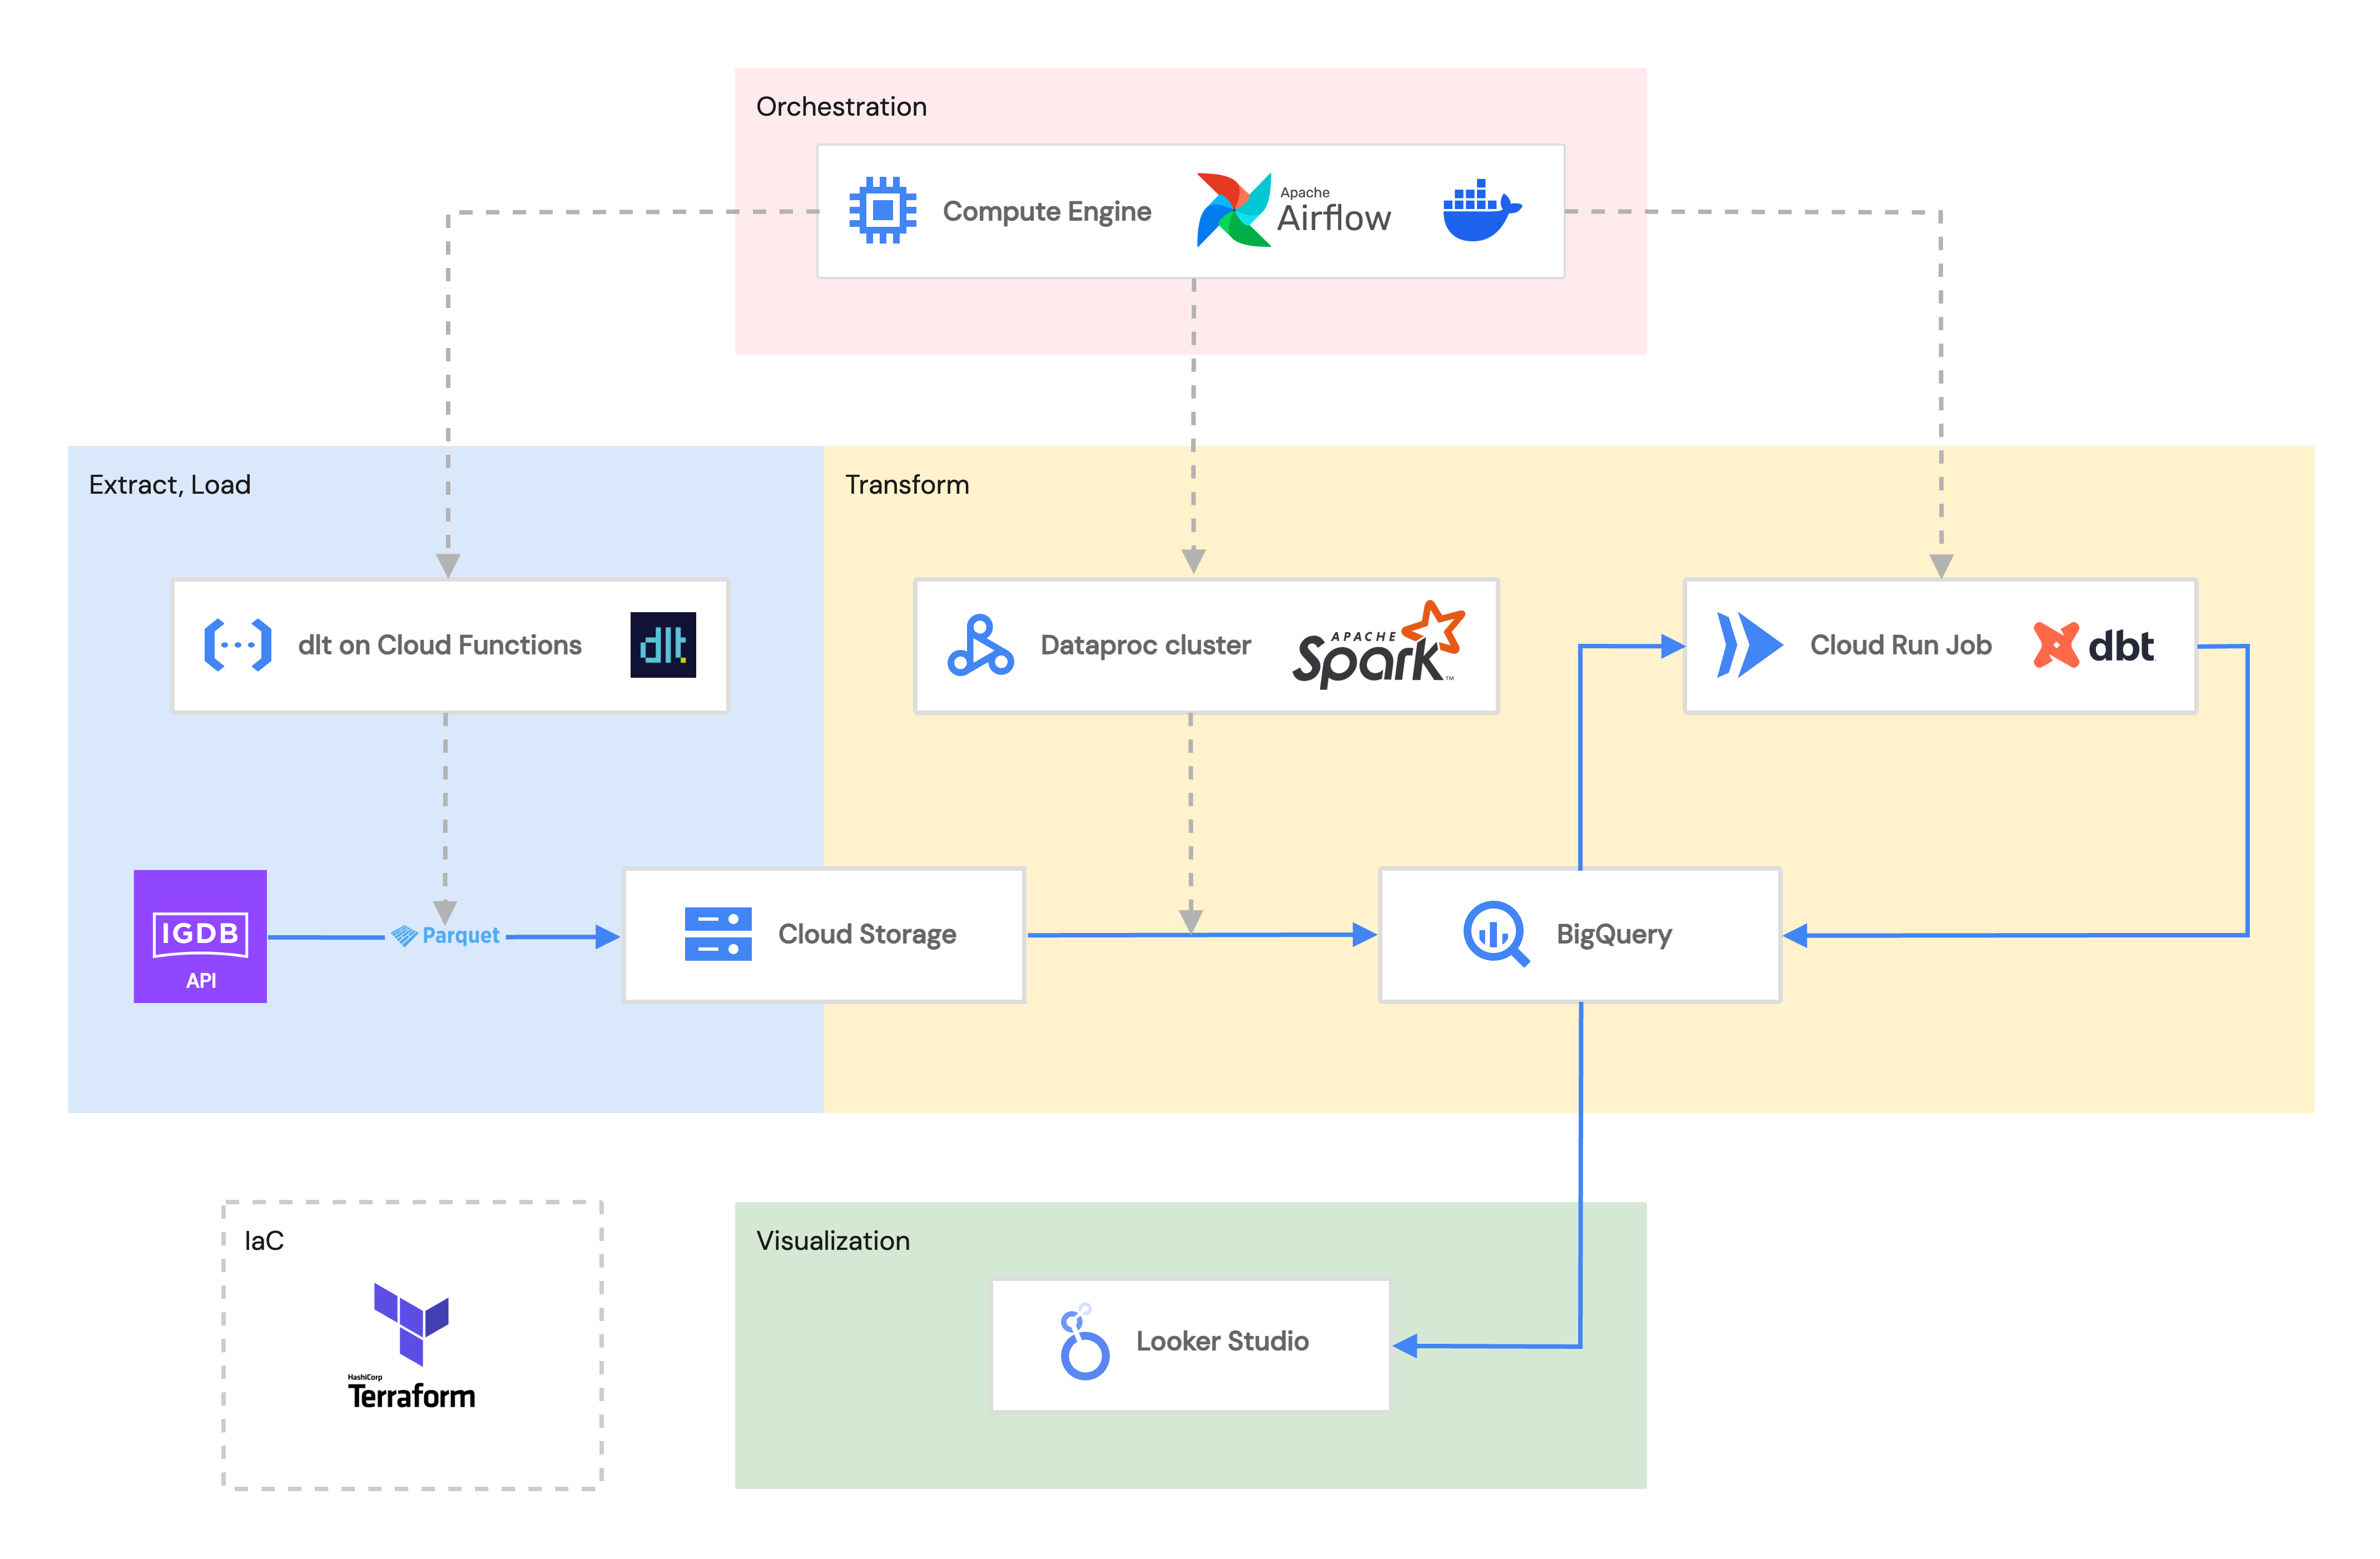 Orchestration
Compute Engine
Apache
Airflow
Extract, Load
Transform
dlt on Cloud Functions
dlt.
Dataproc cluster
APACHE
Spark™
Cloud Run Job
dbt
IGDB
API
Parquet
Cloud Storage
BigQuery
IaC
HashiCorp
Terraform
Visualization
Looker Studio